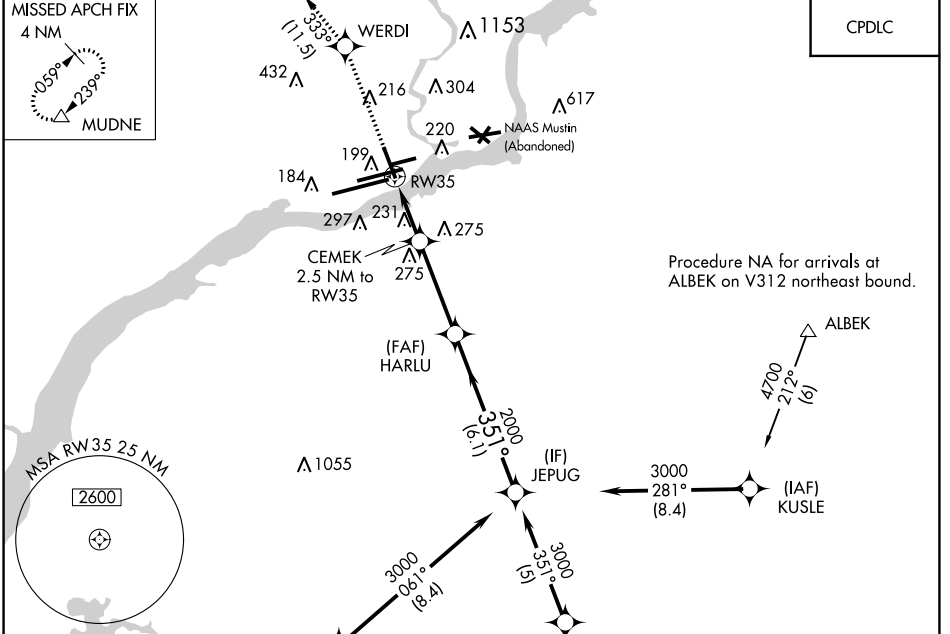 MISSED APCH FIX
4 NM
059°
239°
MUDNE
333°
(11.5)
WERDI
1153
CPDLC
432
216
304
617
220
NAAS Mustin
(Abandoned)
199
184
RW35
297
231
275
CEMEK
2.5 NM to
RW35
275
Procedure NA for arrivals at
ALBEK on V312 northeast bound.
ALBEK
(FAF)
HARLU
4700
212°
(6)
2000
351°
(6.1)
MSA RW35 25 NM
2600
1055
(IF)
JEPUG
3000
281°
(8.4)
(IAF)
KUSLE
3000
061°
(8.4)
3000
351°
(5)